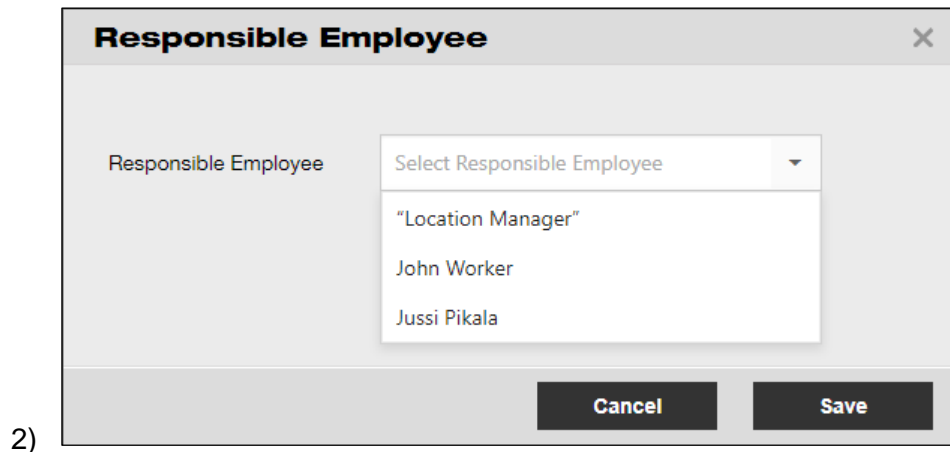 Responsible Employee
Responsible Employee
Select Responsible Employee
“Location Manager”
John Worker
Jussi Pikala
Cancel
Save
2)